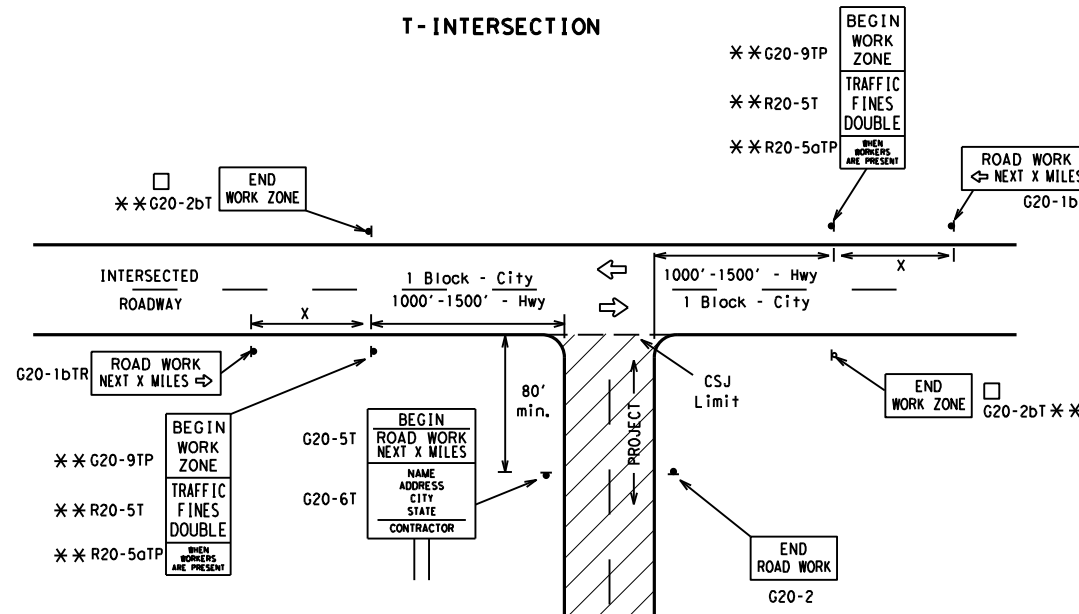 T-INTERSECTION
BEGIN
WORK
ZONE
TRAFFIC
FINES
DOUBLE
WHEN
WORKERS
ARE PRESENT
**G20-9TP
**R20-5T
**R20-5aTP
ROAD WORK
⇦ NEXT X MILES
G20-1b
□
**G20-2bT
END
WORK ZONE
INTERSECTED
ROADWAY
1 Block - City
1000'-1500' - Hwy
1000'-1500' - Hwy
1 Block - City
X
X
G20-1bTR
ROAD WORK
NEXT X MILES ⇨
80'
min.
CSJ
Limit
PROJECT
END
WORK ZONE
□
G20-2bT **
BEGIN
WORK
ZONE
TRAFFIC
FINES
DOUBLE
WHEN
WORKERS
ARE PRESENT
**G20-9TP
**R20-5T
**R20-5aTP
G20-5T
G20-6T
BEGIN
ROAD WORK
NEXT X MILES
NAME
ADDRESS
CITY
STATE
CONTRACTOR
END
ROAD WORK
G20-2